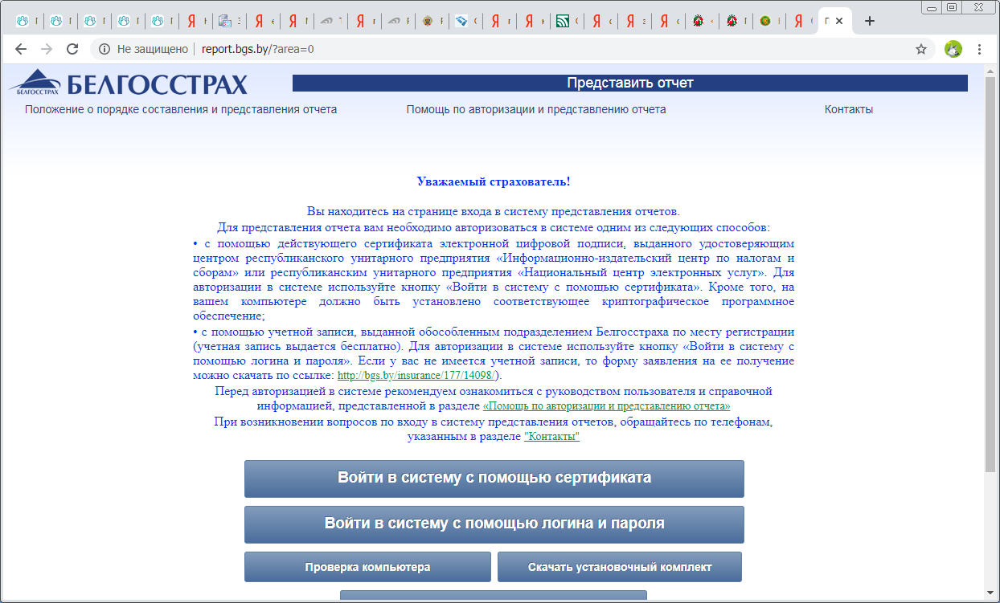 Не защищено
report.bgs.by/?area=0
БЕЛГОССТРАХ
БЕЛГОССТРАХ
Представить отчет
Положение о порядке составления и представления отчета
Помощь по авторизации и представлению отчета
Контакты
Уважаемый страхователь!
Вы находитесь на странице входа в систему представления отчетов.
Для представления отчета вам необходимо авторизоваться в системе одним из следующих способов:
• с помощью действующего сертификата электронной цифровой подписи, выданного удостоверяющим
центром республиканского унитарного предприятия «Информационно-издательский центр по налогам и
сборам» или республиканским унитарного предприятия «Национальный центр электронных услуг». Для
авторизации в системе используйте кнопку «Войти в систему с помощью сертификата». Кроме того, на
вашем компьютере должно быть установлено соответствующее криптографическое программное
обеспечение;
• с помощью учетной записи, выданной обособленным подразделением Белгосстраха по месту регистрации
(учетная запись выдается бесплатно). Для авторизации в системе используйте кнопку «Войти в систему с
помощью логина и пароля». Если у вас не имеется учетной записи, то форму заявления на ее получение
можно скачать по ссылке: http://bgs.by/insurance/177/14098/).
Перед авторизацией в системе рекомендуем ознакомиться с руководством пользователя и справочной
информацией, представленной в разделе «Помощь по авторизации и представлению отчета»
При возникновении вопросов по входу в систему представления отчетов, обращайтесь по телефонам,
указанным в разделе "Контакты"
Войти в систему с помощью сертификата
Войти в систему с помощью логина и пароля
Проверка компьютера
Скачать установочный комплект